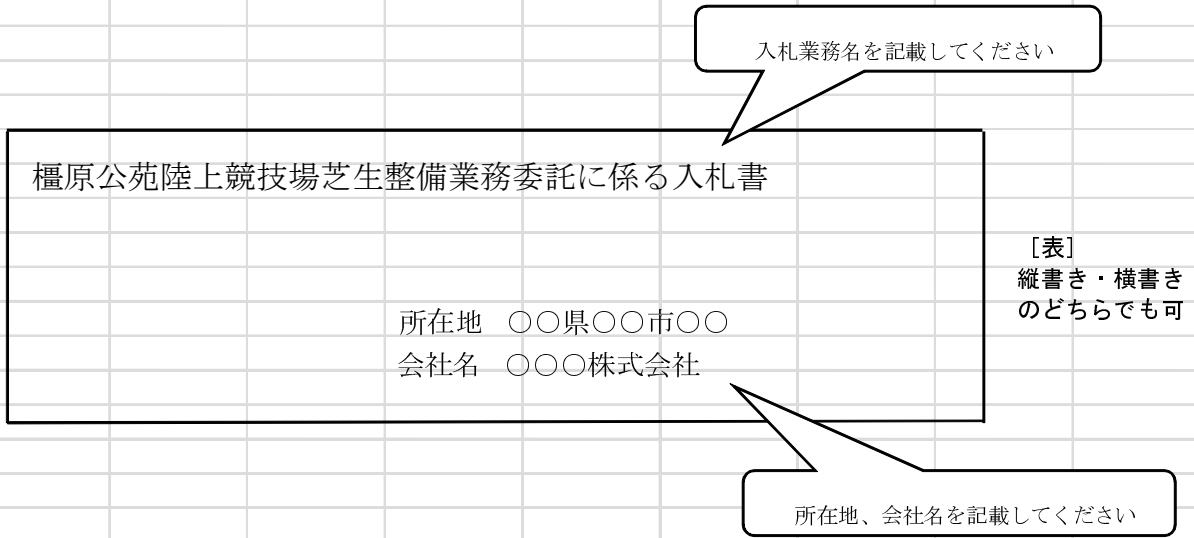 入札業務名を記載してください
橿原公苑陸上競技場芝生整備業務委託に係る入札書
［表］
縦書き・横書き
のどちらでも可
所在地　○○県○○市○○
会社名　○○○株式会社
所在地、会社名を記載してください